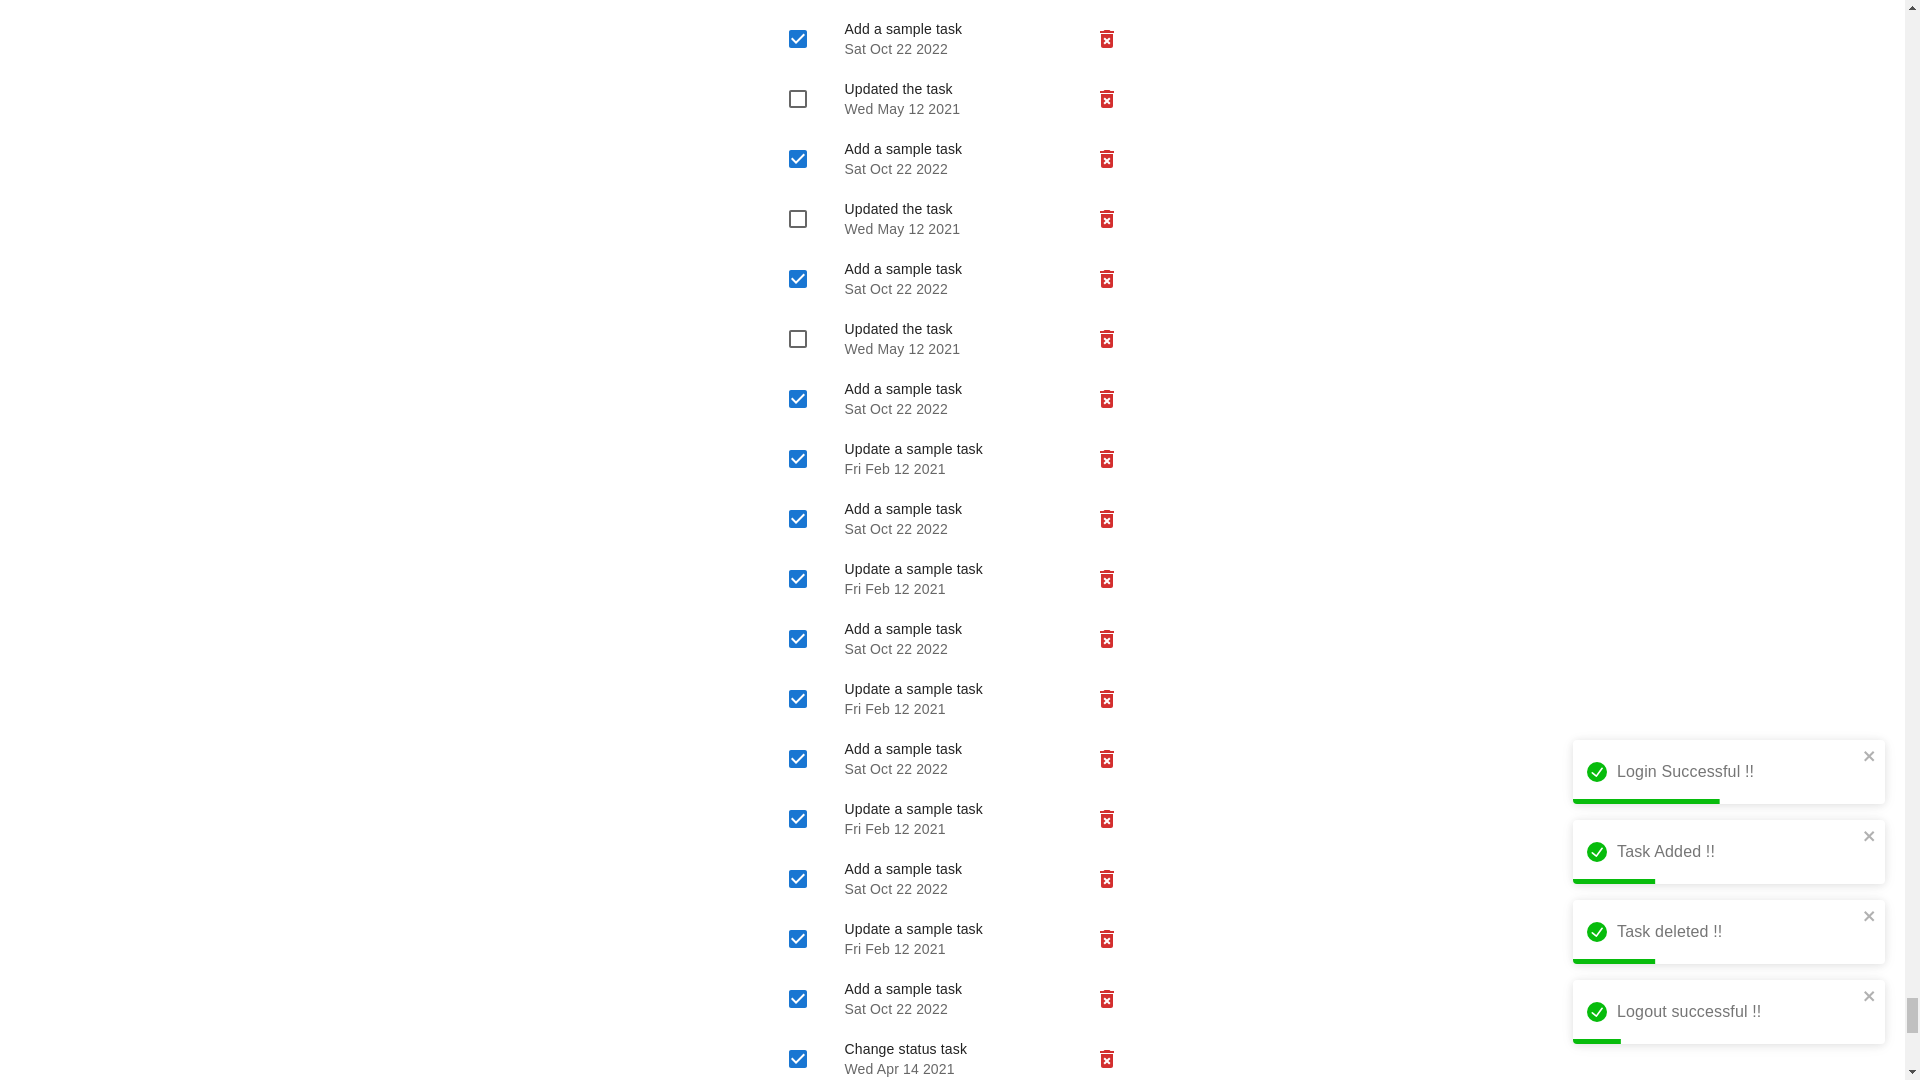 Add a sample task
Sat Oct 22 2022
Updated the task
Wed May 12 2021
Add a sample task
Sat Oct 22 2022
Updated the task
Wed May 12 2021
Add a sample task
Sat Oct 22 2022
Updated the task
Wed May 12 2021
Add a sample task
Sat Oct 22 2022
Update a sample task
Fri Feb 12 2021
Add a sample task
Sat Oct 22 2022
Update a sample task
Fri Feb 12 2021
Add a sample task
Sat Oct 22 2022
Update a sample task
Fri Feb 12 2021
Add a sample task
Sat Oct 22 2022
Update a sample task
Fri Feb 12 2021
Add a sample task
Sat Oct 22 2022
Update a sample task
Fri Feb 12 2021
Add a sample task
Sat Oct 22 2022
Change status task
Wed Apr 14 2021
Login Successful !!
Task Added !!
Task deleted !!
Logout successful !!